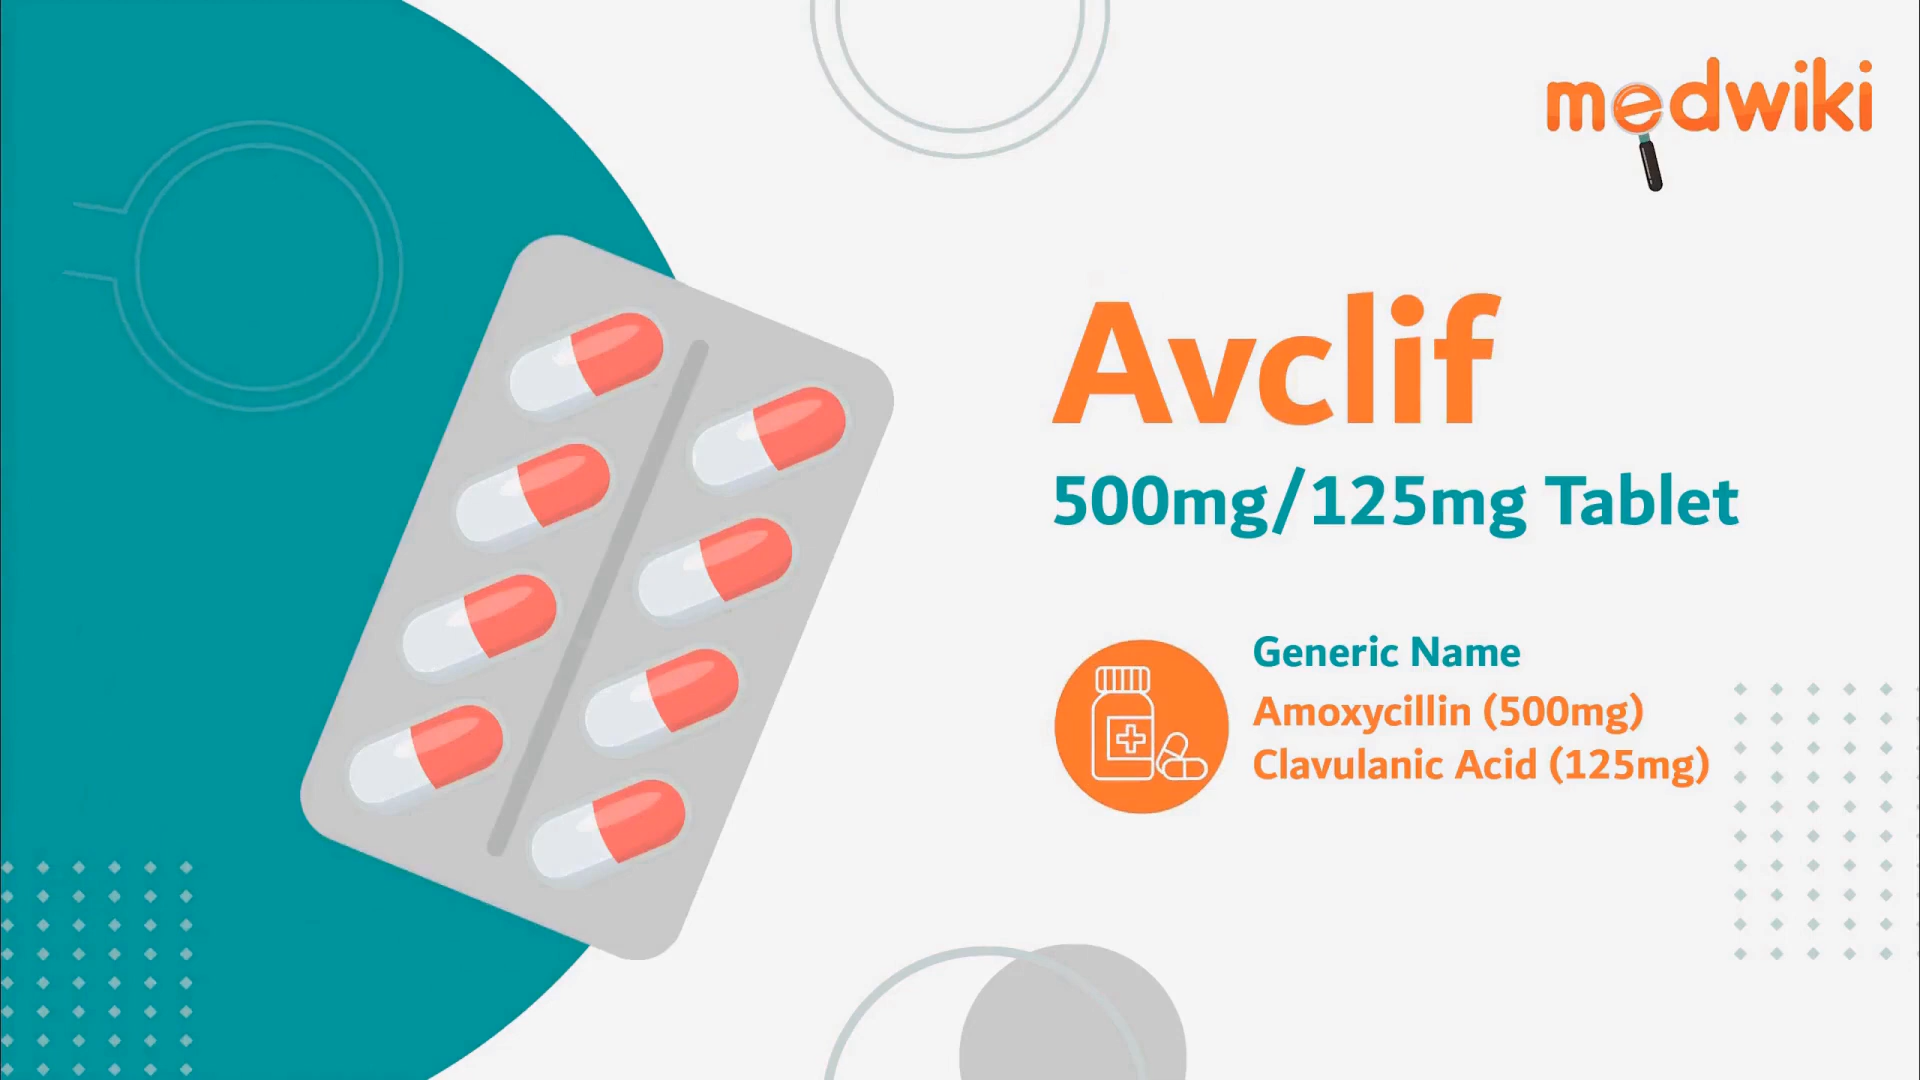 medwiki
Avclif
500mg/125mg Tablet
Generic Name
Amoxycillin (500mg)
Clavulanic Acid (125mg)